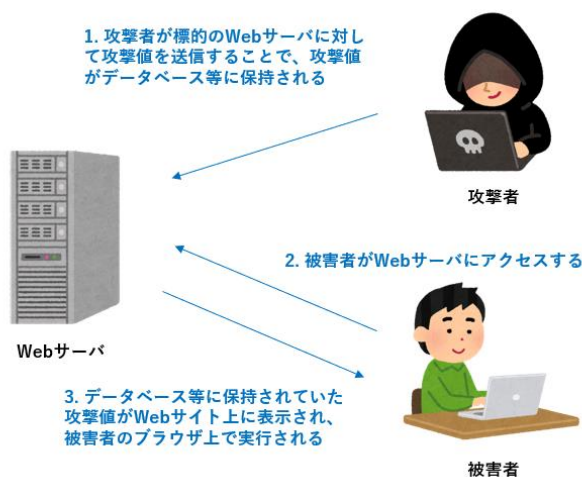 1. 攻撃者が標的のWebサーバに対し
て攻撃値を送信することで、攻撃値
がデータベース等に保持される
攻撃者
2. 被害者がWebサーバにアクセスする
Webサーバ
3. データベース等に保持されていた
攻撃値がWebサイト上に表示され、
被害者のブラウザ上で実行される
被害者